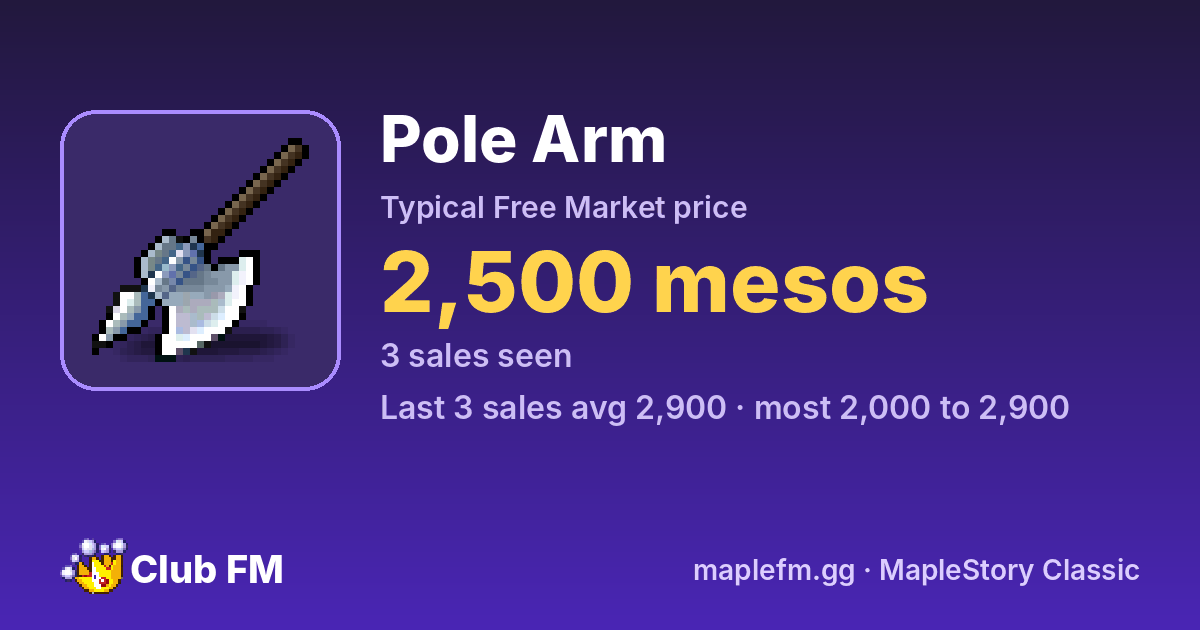 Pole Arm
Typical Free Market price
2,500 mesos
3 sales seen
Last 3 sales avg 2,900 · most 2,000 to 2,900
Club FM
maplefm.gg · MapleStory Classic